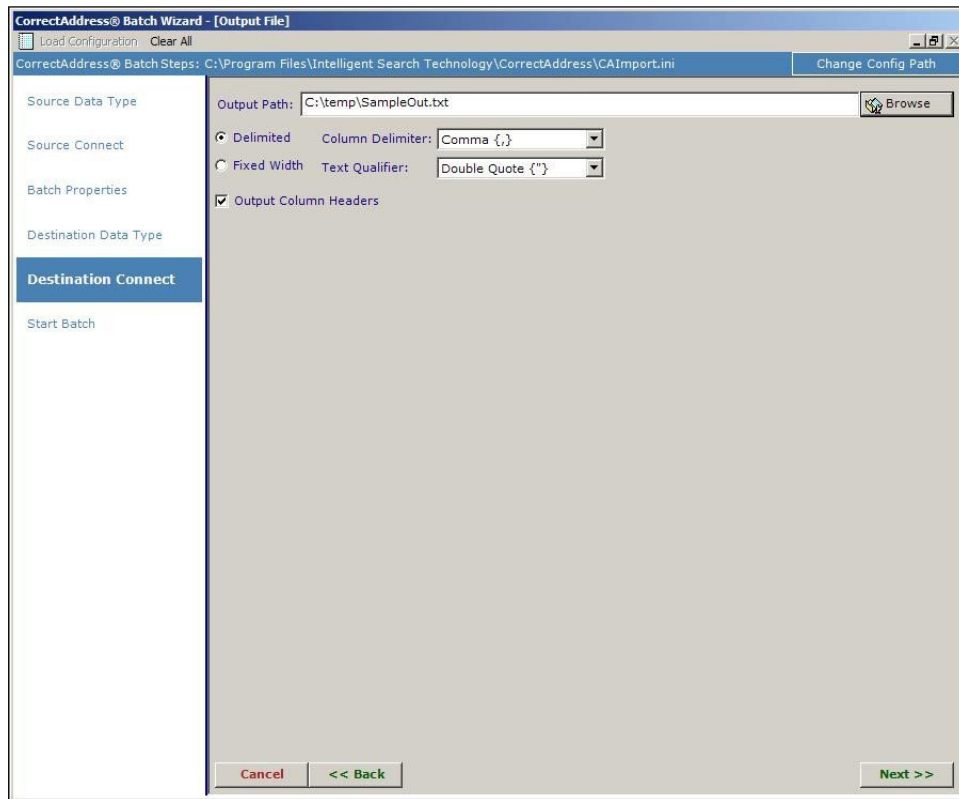 CorrectAddress® Batch Wizard - [Output File]
Load Configuration Clear All
CorrectAddress® Batch Steps: C:\Program Files\Intelligent Search Technology\CorrectAddress\CAImport.ini Change Config Path
Source Data Type
Source Connect
Batch Properties
Destination Data Type
Destination Connect
Start Batch
Output Path: C:\temp\SampleOut.txt Browse
Delimited Column Delimiter: Comma {,}
Fixed Width Text Qualifier: Double Quote {"}
Output Column Headers
Cancel << Back Next >>